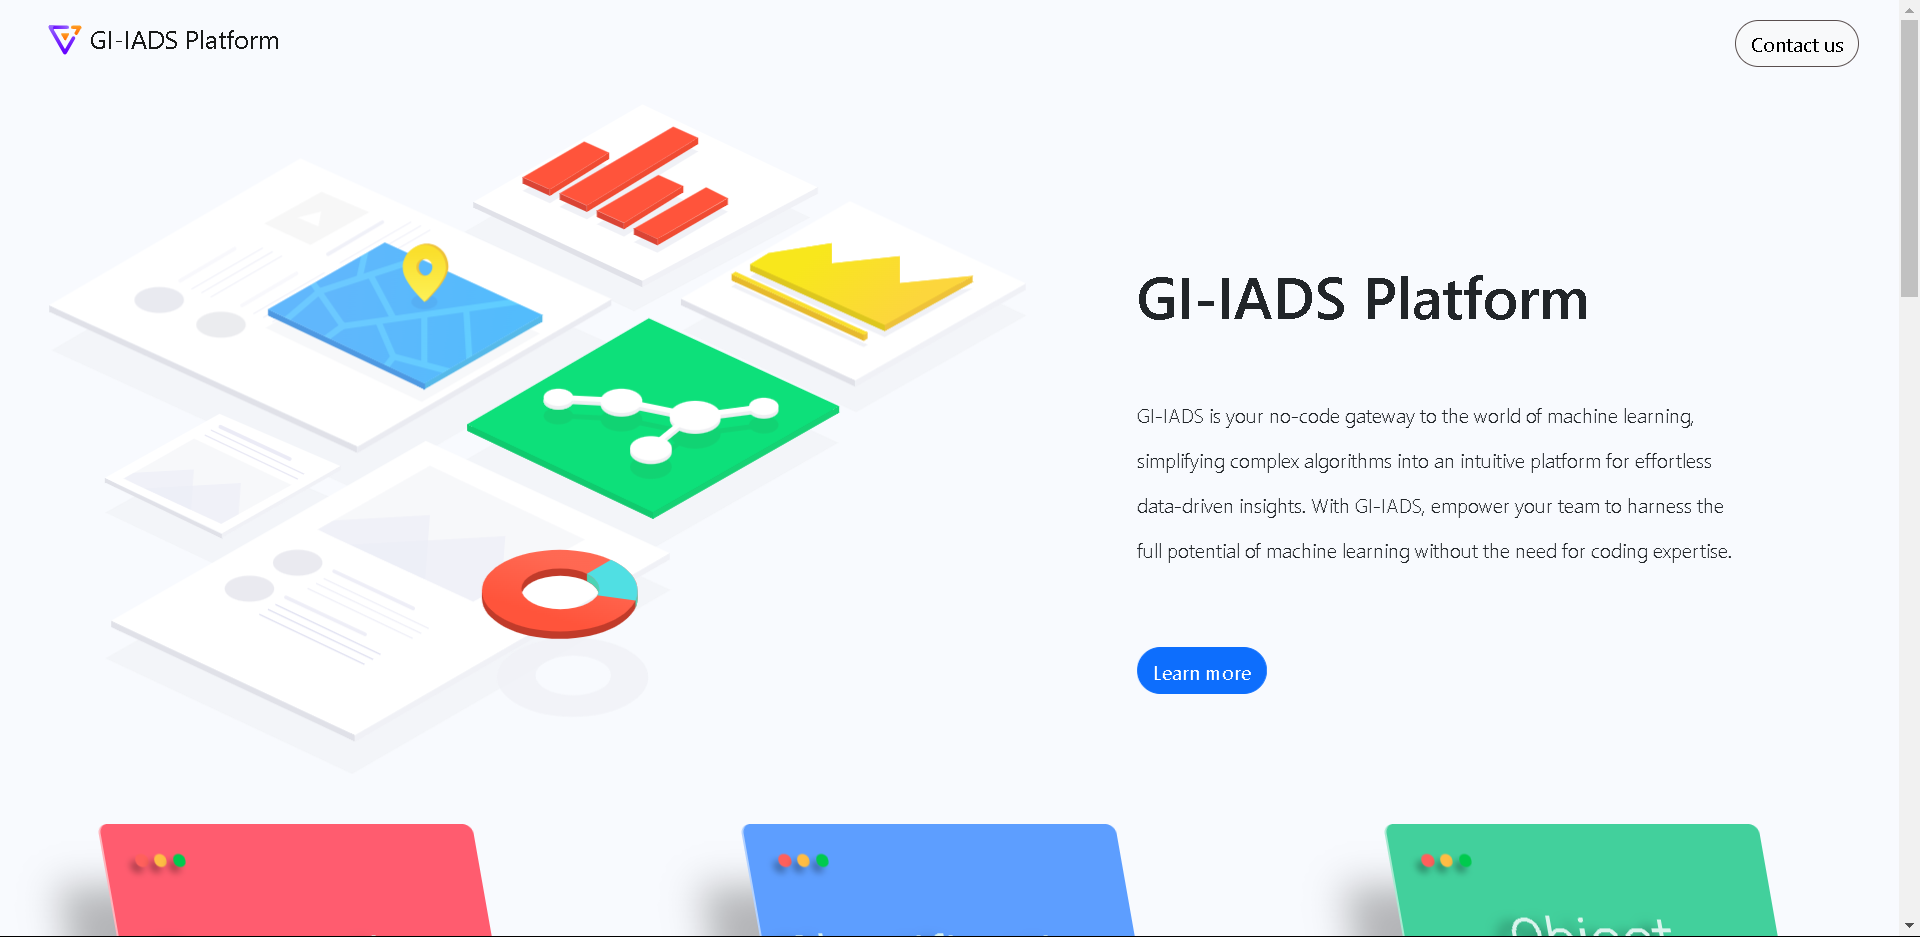 GI-IADS Platform
Contact us
GI-IADS Platform
GI-IADS is your no-code gateway to the world of machine learning,
simplifying complex algorithms into an intuitive platform for effortless
data-driven insights. With GI-IADS, empower your team to harness the
full potential of machine learning without the need for coding expertise.
Learn more
Object